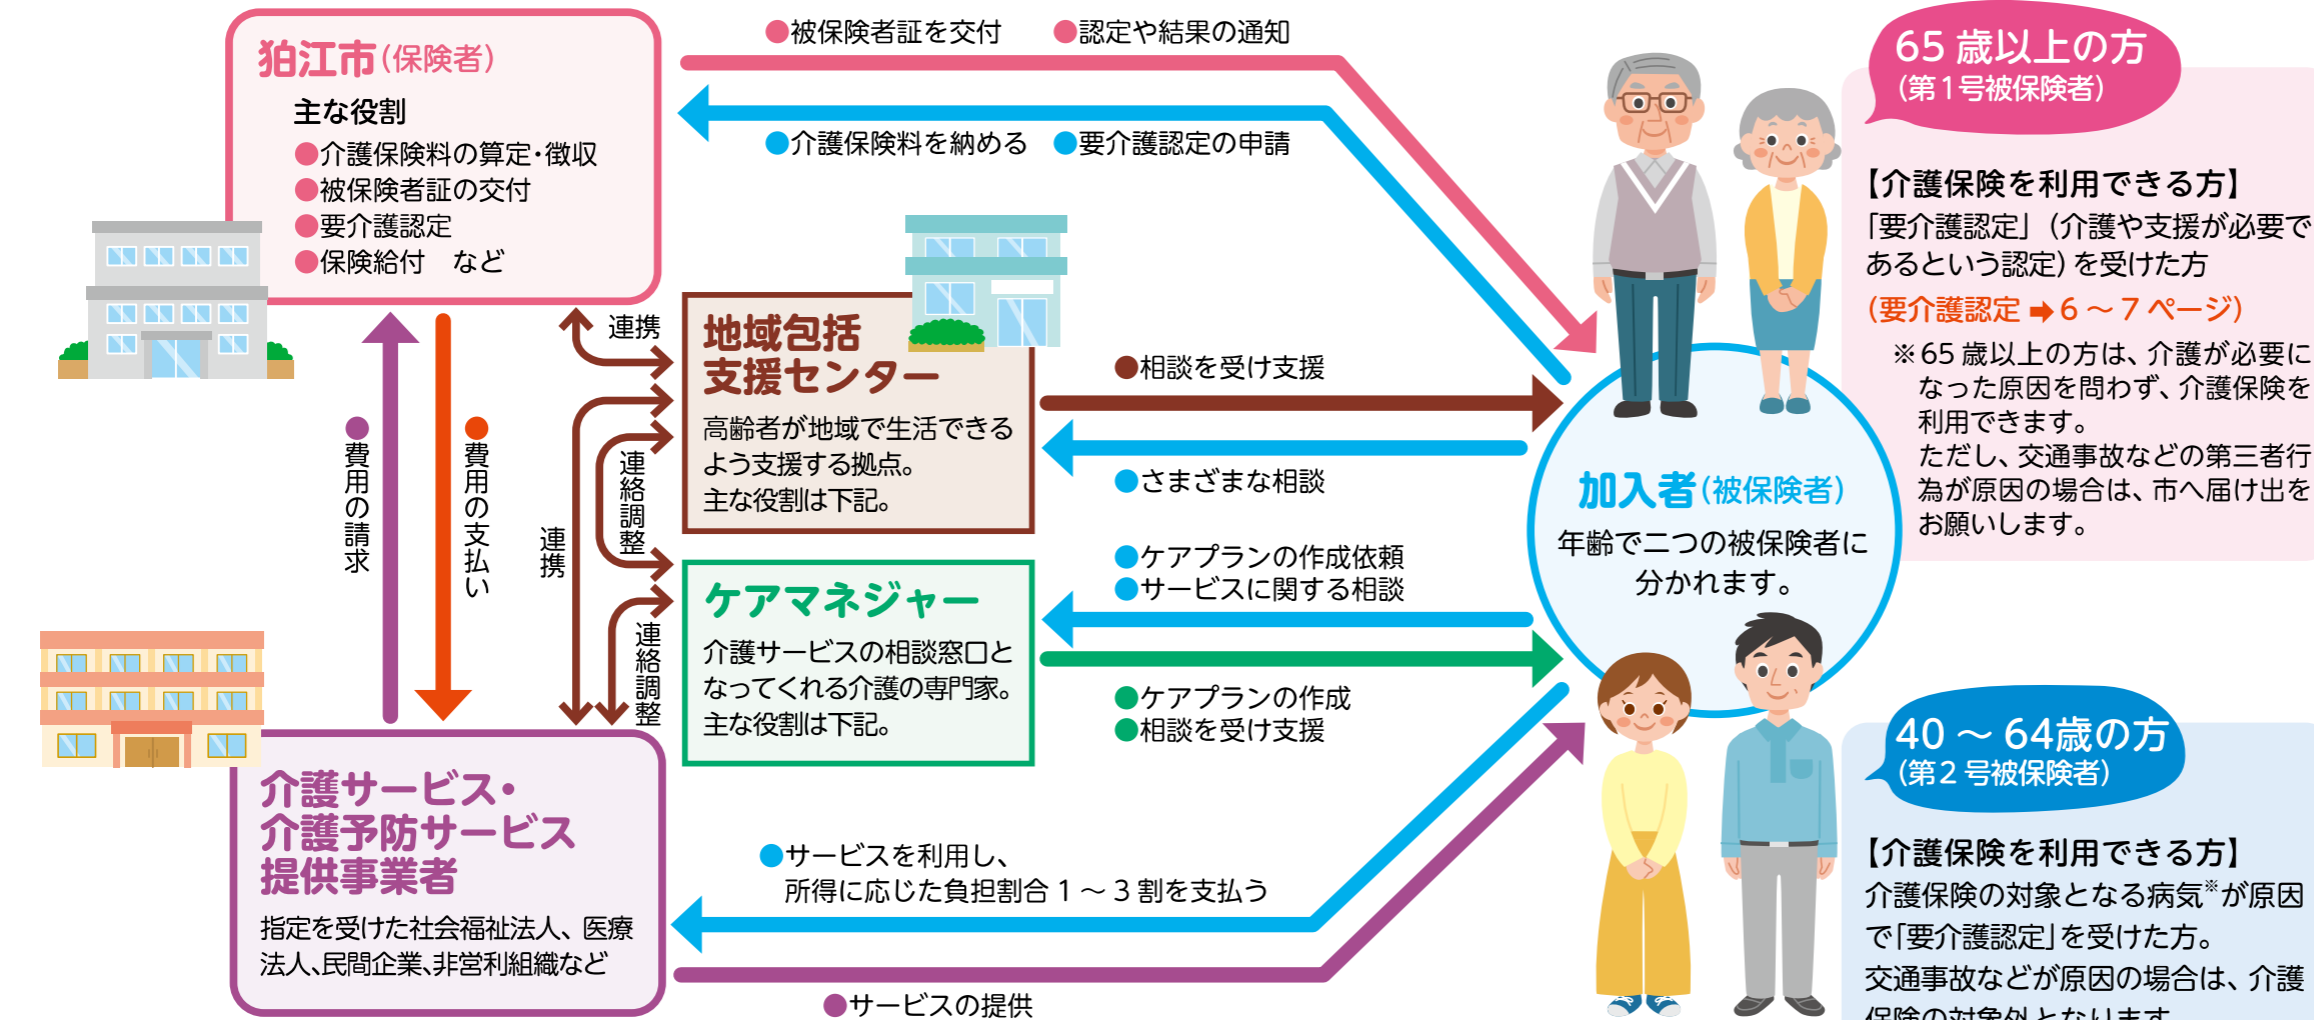 狛江市(保険者)
主な役割
●介護保険料の算定・徴収
●被保険者証の交付
●要介護認定
●保険給付　など
●被保険者証を交付　●認定や結果の通知
●介護保険料を納める　●要介護認定の申請
●費用の請求
●費用の支払い
連携
連携
連絡調整
連絡調整
地域包括
支援センター
高齢者が地域で生活できる
よう支援する拠点。
主な役割は下記。
●相談を受け支援
●さまざまな相談
ケアマネジャー
介護サービスの相談窓口と
なってくれる介護の専門家。
主な役割は下記。
●ケアプランの作成依頼
●サービスに関する相談
●ケアプランの作成
●相談を受け支援
介護サービス・
介護予防サービス
提供事業者
指定を受けた社会福祉法人、医療
法人、民間企業、非営利組織など
●サービスを利用し、
所得に応じた負担割合1～3割を支払う
●サービスの提供
加入者(被保険者)
年齢で二つの被保険者に
分かれます。
65歳以上の方
(第1号被保険者)
【介護保険を利用できる方】
「要介護認定」(介護や支援が必要で
あるという認定)を受けた方
(要介護認定➡6～7ページ)
※65歳以上の方は、介護が必要に
なった原因を問わず、介護保険を
利用できます。
ただし、交通事故などの第三者行
為が原因の場合は、市へ届け出を
お願いします。
40～64歳の方
(第2号被保険者)
【介護保険を利用できる方】
介護保険の対象となる病気※が原因
で「要介護認定」を受けた方。
交通事故などが原因の場合は、介護
保険の対象外となります